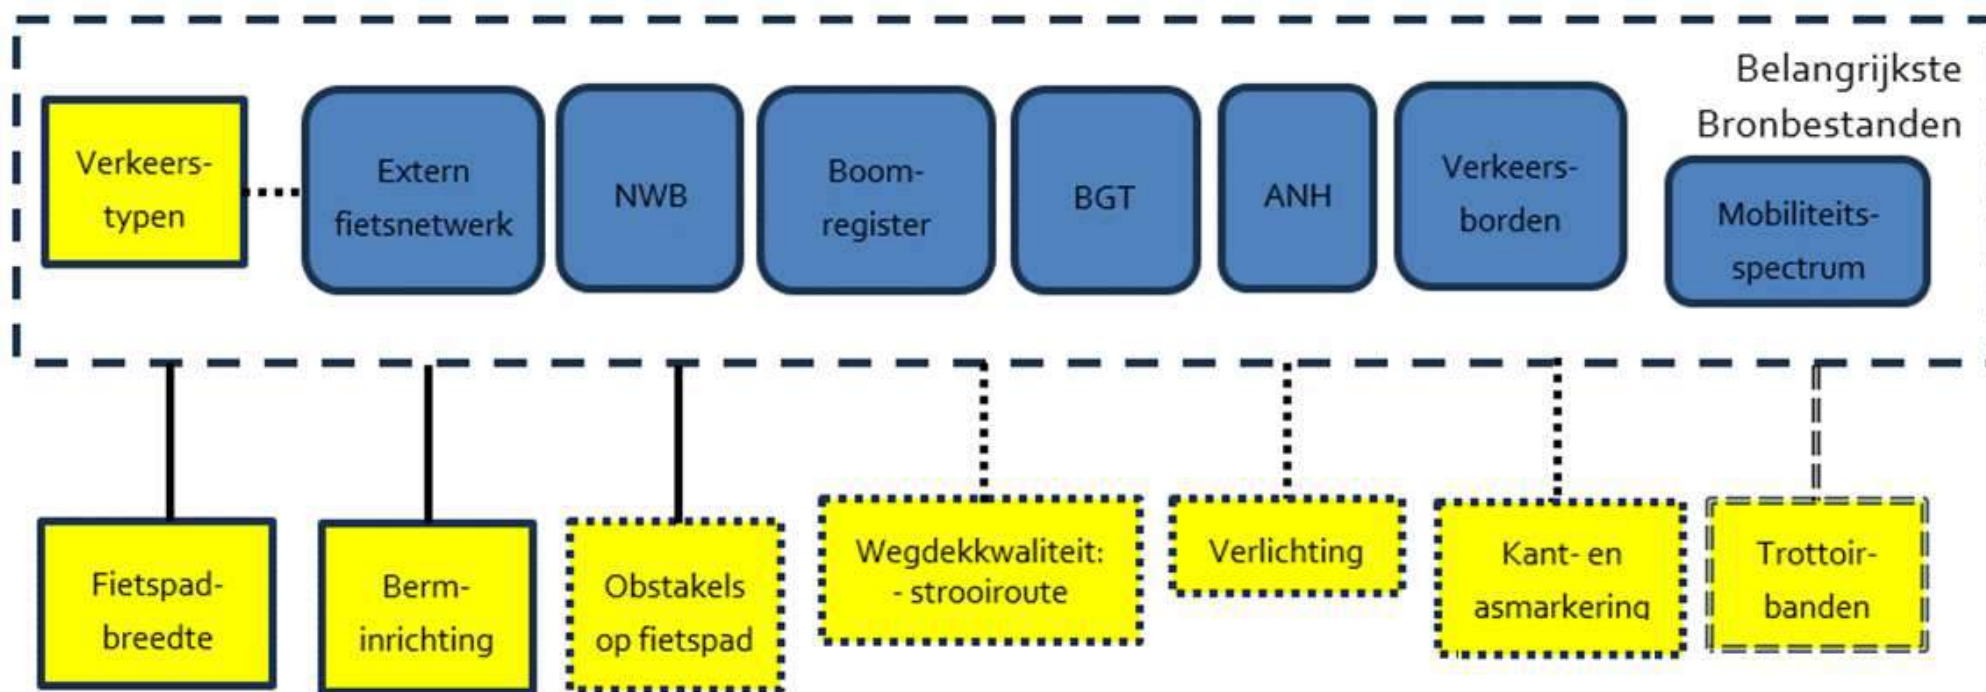 Belangrijkste
Bronbestanden
Verkeers-
typen
Extern
fietsnetwerk
NWB
Boom-
register
BGT
ANH
Verkeers-
borden
Mobiliteits-
spectrum
Fietspad-
breedte
Berm-
inrichting
Obstakels
op fietspad
Wegdekkwaliteit:
- strooiroute
Verlichting
Kant- en
asmarkering
Trottoir-
banden